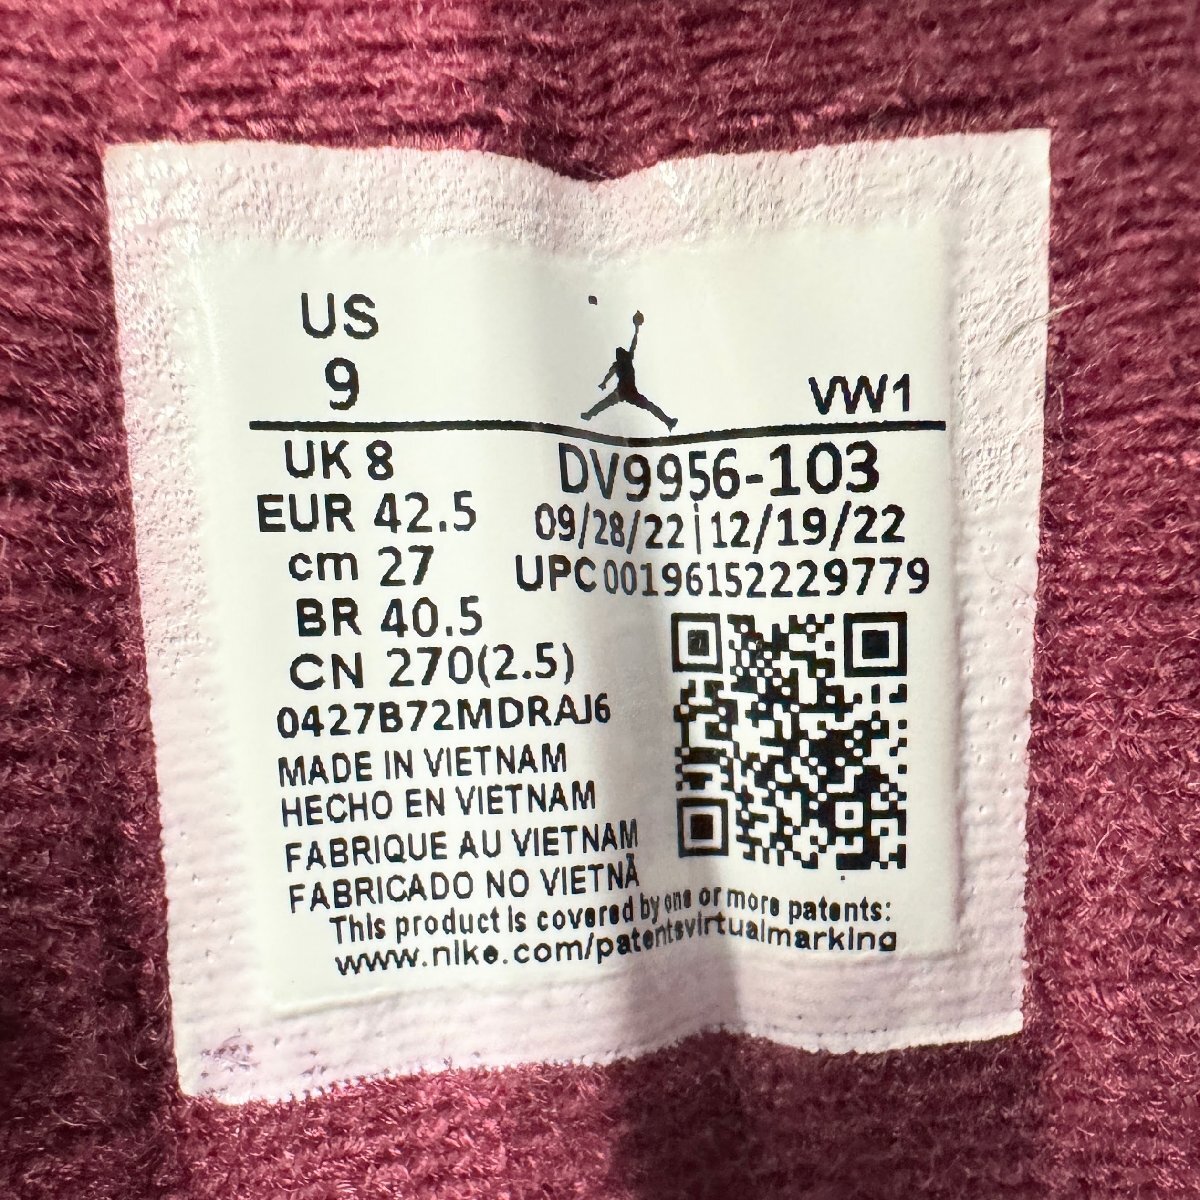 US
9
VW1
UK 8
DV9956-103
EUR 42.5
09/28/22|12/19/22
cm 27
UPC00196152229779
BR 40.5
CN 270(2.5)
0427B72MDRAJ6
MADE IN VIETNAM
HECHO EN VIETNAM
FABRIQUE AU VIETNAM
FABRICADO NO VIETNÃ
This product is covered by one or more patents:
www.nike.com/patentsvirtualmarking